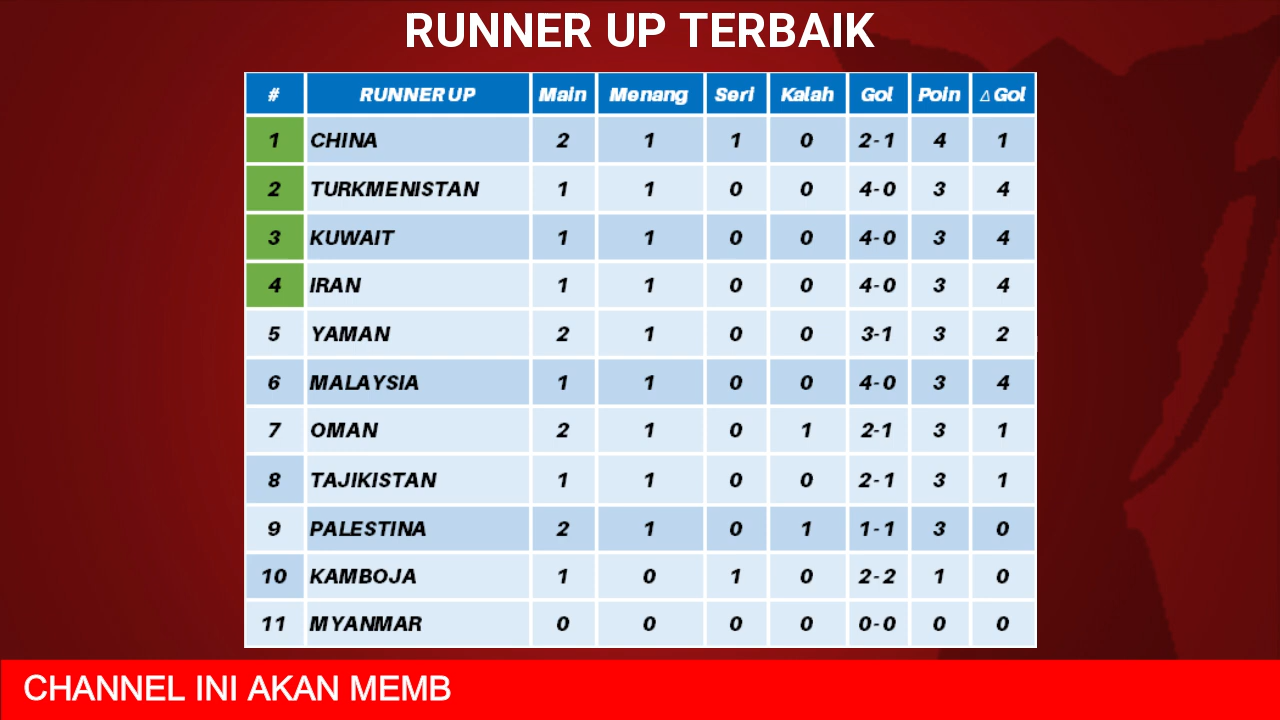 RUNNER UP TERBAIK
# RUNNER UP Main Menang Seri Kalah Gol Poin △ Gol
1 CHINA 2 1 1 0 2-1 4 1
2 TURKMENISTAN 1 1 0 0 4-0 3 4
3 KUWAIT 1 1 0 0 4-0 3 4
4 IRAN 1 1 0 0 4-0 3 4
5 YAMAN 2 1 0 0 3-1 3 2
6 MALAYSIA 1 1 0 0 4-0 3 4
7 OMAN 2 1 0 1 2-1 3 1
8 TAJIKISTAN 1 1 0 0 2-1 3 1
9 PALESTINA 2 1 0 1 1-1 3 0
10 KAMBOJA 1 0 1 0 2-2 1 0
11 MYANMAR 0 0 0 0 0-0 0 0
CHANNEL INI AKAN MEMB